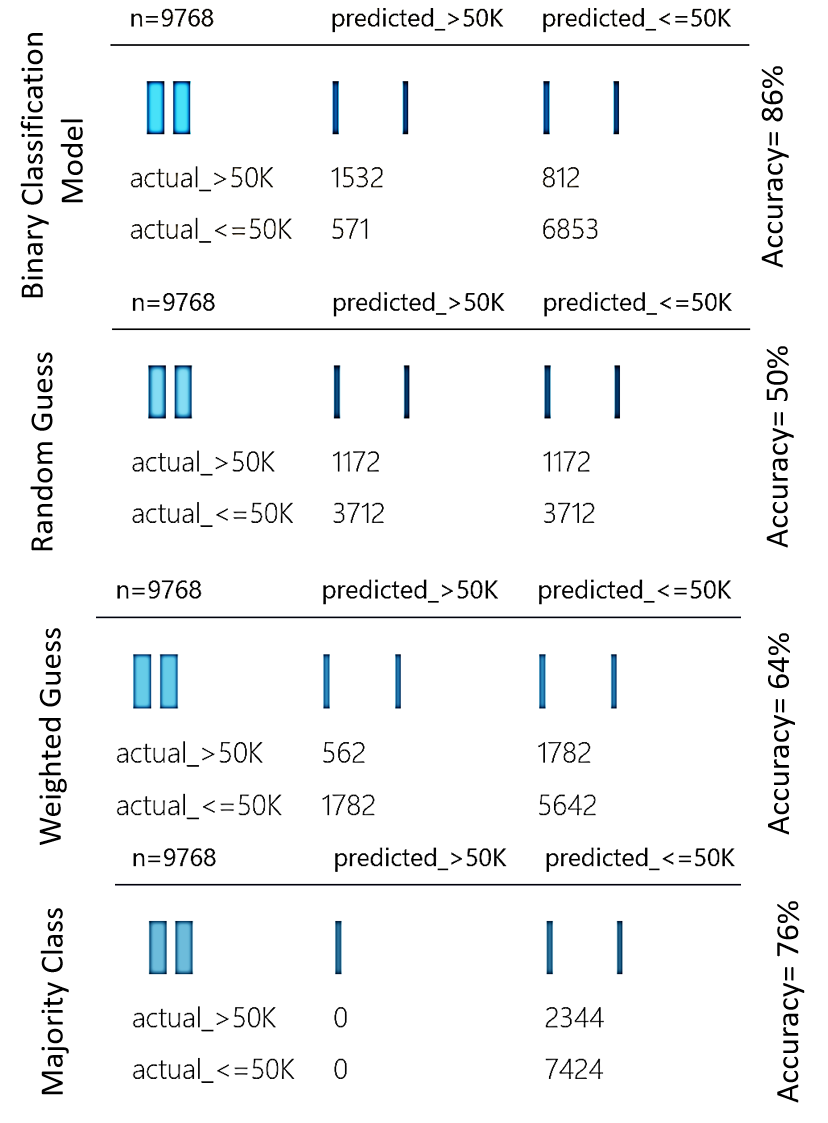 Binary Classification
Model
n=9768 predicted_>50K predicted_<=50K
actual_>50K 1532 812
actual_<=50K 571 6853
Accuracy= 86%
Random Guess
n=9768 predicted_>50K predicted_<=50K
actual_>50K 1172 1172
actual_<=50K 3712 3712
Accuracy= 50%
Weighted Guess
n=9768 predicted_>50K predicted_<=50K
actual_>50K 562 1782
actual_<=50K 1782 5642
Accuracy= 64%
Majority Class
n=9768 predicted_>50K predicted_<=50K
actual_>50K 0 2344
actual_<=50K 0 7424
Accuracy= 76%